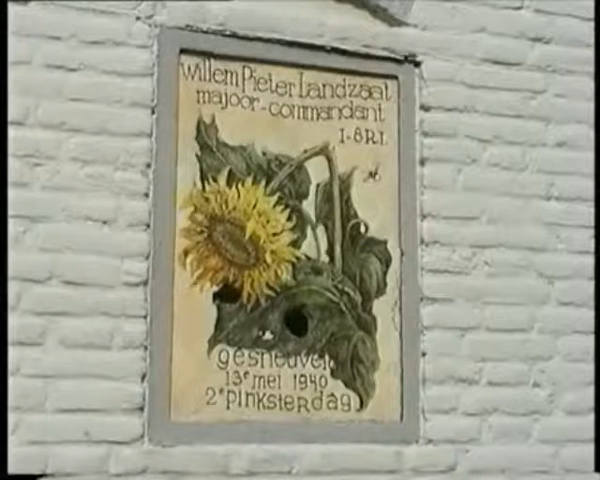 Willem Pieter Landzaat
majoor-commandant
I-8 R.I.
gesneuveld
13e mei 1940
2e pinksterdag